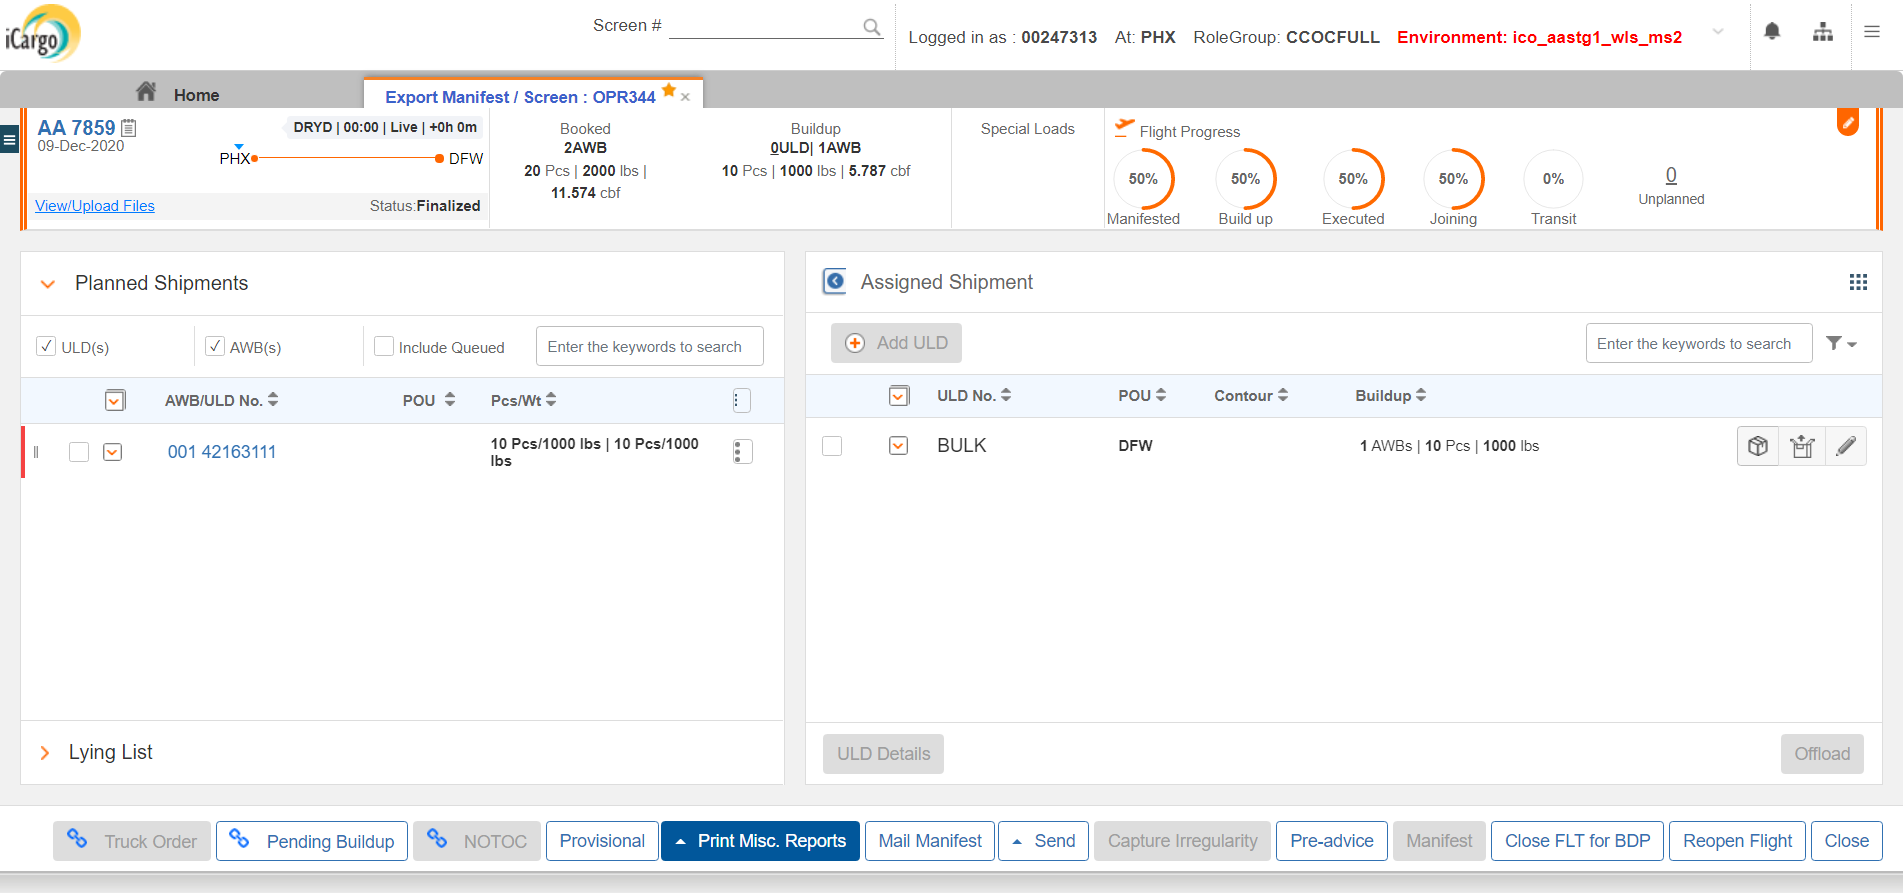 iCargo
Screen #
Logged in as : 00247313 At: PHX RoleGroup: CCOCFULL Environment: ico_aastg1_wls_ms2
Home
Export Manifest / Screen : OPR344 ×
AA 7859
09-Dec-2020
DRYD | 00:00 | Live | +0h 0m
PHX DFW
View/Upload Files
Status:Finalized
Booked
2AWB
20 Pcs | 2000 lbs |
11.574 cbf
Buildup
0ULD| 1AWB
10 Pcs | 1000 lbs | 5.787 cbf
Special Loads
Flight Progress
50% 50% 50% 50% 0% 0
Manifested Build up Executed Joining Transit Unplanned
Planned Shipments
ULD(s) AWB(s) Include Queued Enter the keywords to search
AWB/ULD No. POU Pcs/Wt
001 42163111
10 Pcs/1000 lbs | 10 Pcs/1000
lbs
Lying List
Assigned Shipment
Add ULD
Enter the keywords to search
ULD No. POU Contour Buildup
BULK DFW 1 AWBs | 10 Pcs | 1000 lbs
ULD Details
Offload
Truck Order Pending Buildup NOTOC Provisional Print Misc. Reports Mail Manifest Send Capture Irregularity Pre-advice Manifest Close FLT for BDP Reopen Flight Close